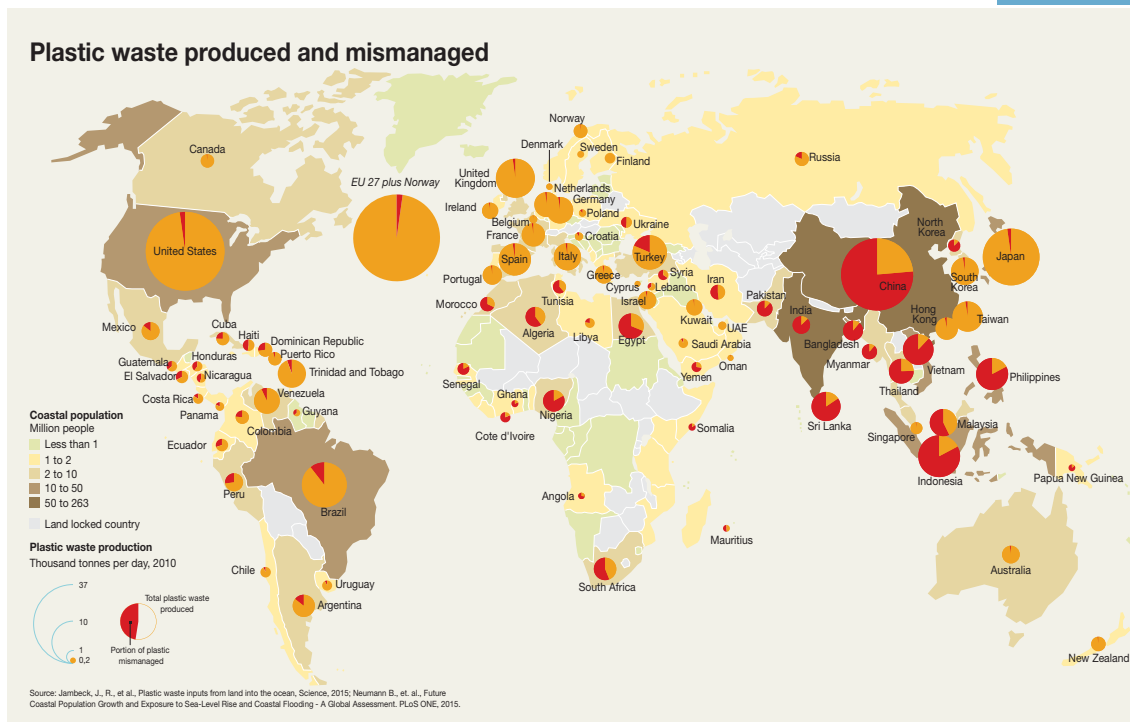 Plastic waste produced and mismanaged
Norway
Denmark
Sweden
Finland
Canada
Russia
EU 27 plus Norway
United
Kingdom
Netherlands
Germany
Ireland
Poland
Belgium
Ukraine
France
Croatia
North
Korea
United States
Spain
Italy
Turkey
Japan
Greece
Syria
Iran
South
Korea
Portugal
Cyprus
Lebanon
China
Morocco
Tunisia
Israel
Pakistan
India
Hong
Kong
Taiwan
Mexico
Cuba
Haiti
Dominican Republic
Algeria
Libya
Egypt
Kuwait
UAE
Saudi Arabia
Bangladesh
Guatemala
Honduras
Puerto Rico
Oman
Myanmar
El Salvador
Nicaragua
Trinidad and Tobago
Senegal
Yemen
Vietnam
Philippines
Costa Rica
Venezuela
Ghana
Thailand
Panama
Guyana
Nigeria
Colombia
Cote d'Ivoire
Somalia
Sri Lanka
Malaysia
Singapore
Ecuador
Indonesia
Papua New Guinea
Peru
Angola
Brazil
Mauritius
Chile
Uruguay
South Africa
Australia
Argentina
New Zealand
Coastal population
Million people
Less than 1
1 to 2
2 to 10
10 to 50
50 to 263
Land locked country
Plastic waste production
Thousand tonnes per day, 2010
37
10
1
0,2
Total plastic waste
produced
Portion of plastic
mismanaged
Source: Jambeck, J., R., et al., Plastic waste inputs from land into the ocean, Science, 2015; Neumann B., et. al., Future
Coastal Population Growth and Exposure to Sea-Level Rise and Coastal Flooding - A Global Assessment. PLoS ONE, 2015.